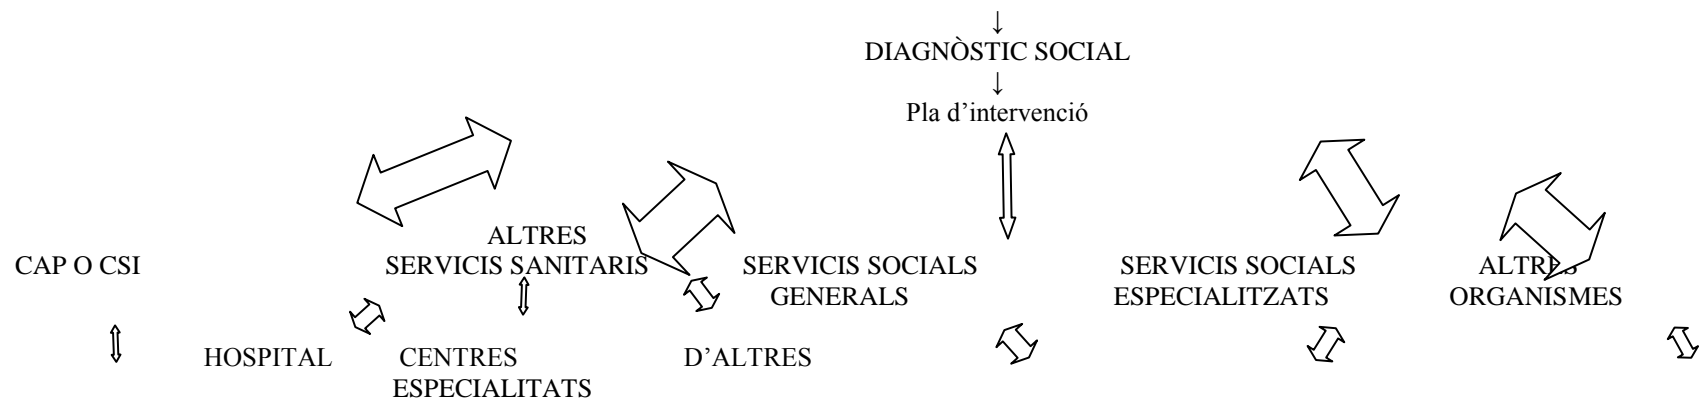 ↓
DIAGNÒSTIC SOCIAL
↓
Pla d’intervenció
CAP O CSI
ALTRES
SERVICIS SANITARIS
SERVICIS SOCIALS
GENERALS
SERVICIS SOCIALS
ESPECIALITZATS
ALTRES
ORGANISMES
HOSPITAL
CENTRES
ESPECIALITATS
D’ALTRES